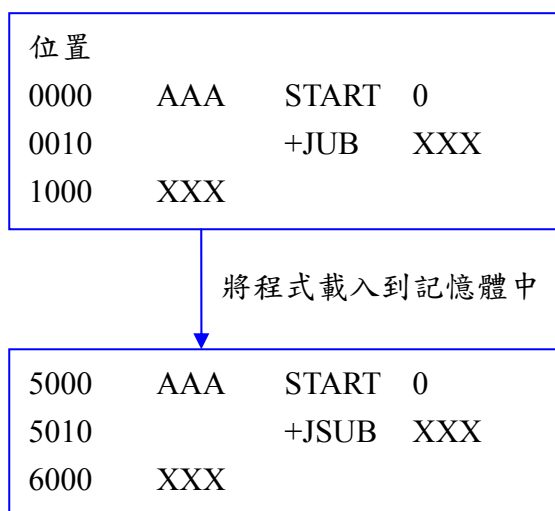 位置
0000 AAA START 0
0010 +JUB XXX
1000 XXX
將程式載入到記憶體中
5000 AAA START 0
5010 +JSUB XXX
6000 XXX